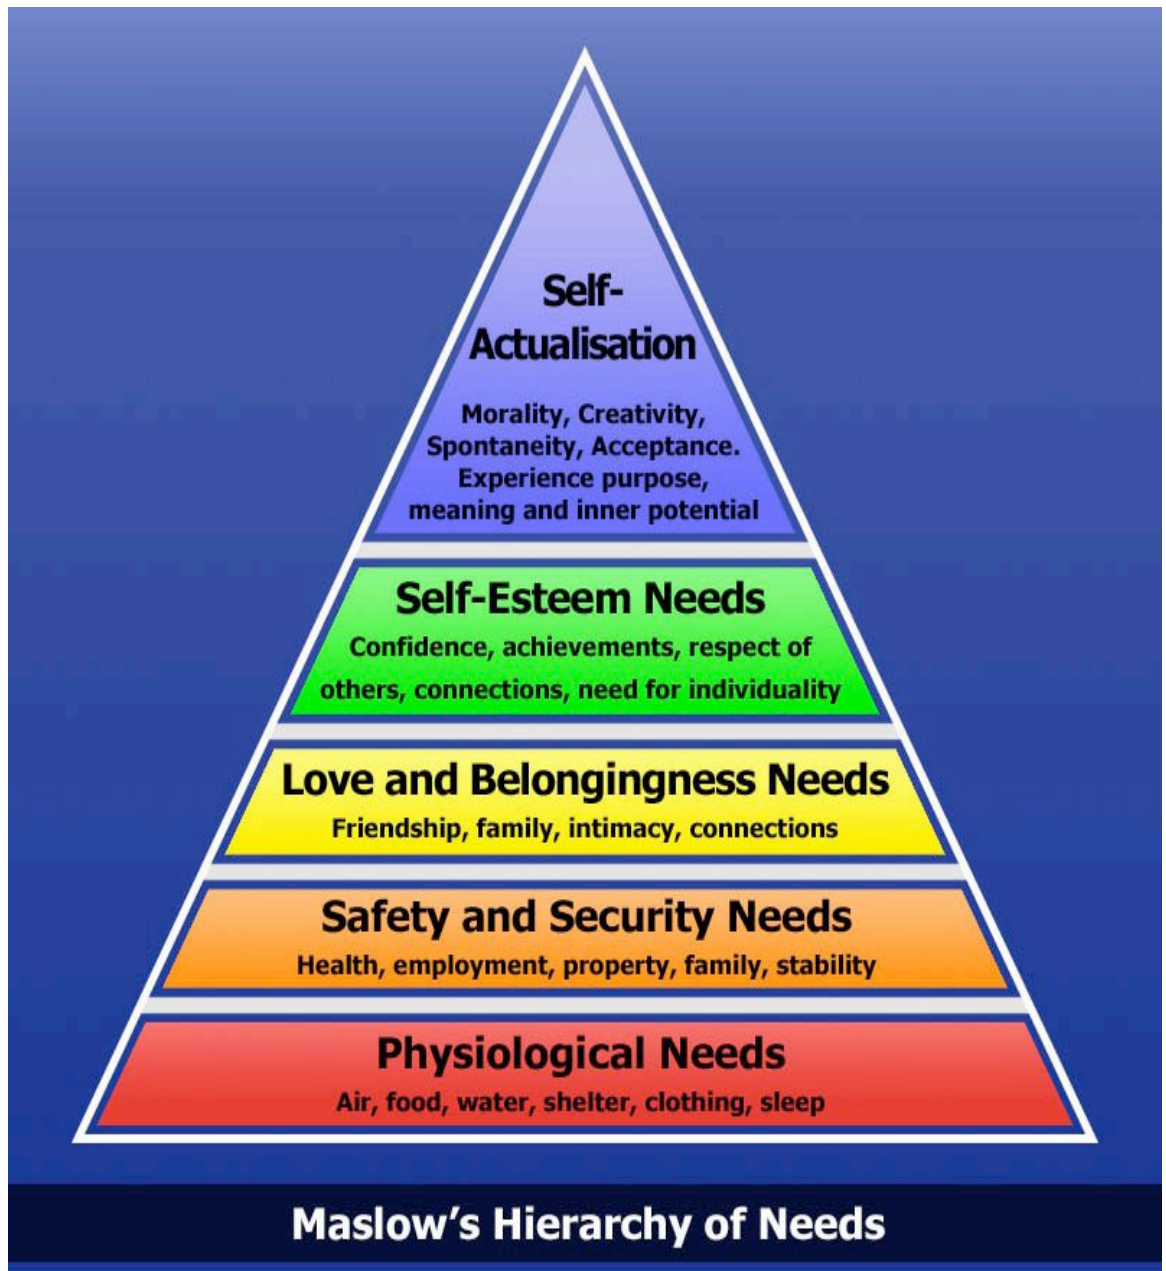 Self-
Actualisation
Morality, Creativity,
Spontaneity, Acceptance.
Experience purpose,
meaning and inner potential
Self-Esteem Needs
Confidence, achievements, respect of
others, connections, need for individuality
Love and Belongingness Needs
Friendship, family, intimacy, connections
Safety and Security Needs
Health, employment, property, family, stability
Physiological Needs
Air, food, water, shelter, clothing, sleep
Maslow's Hierarchy of Needs